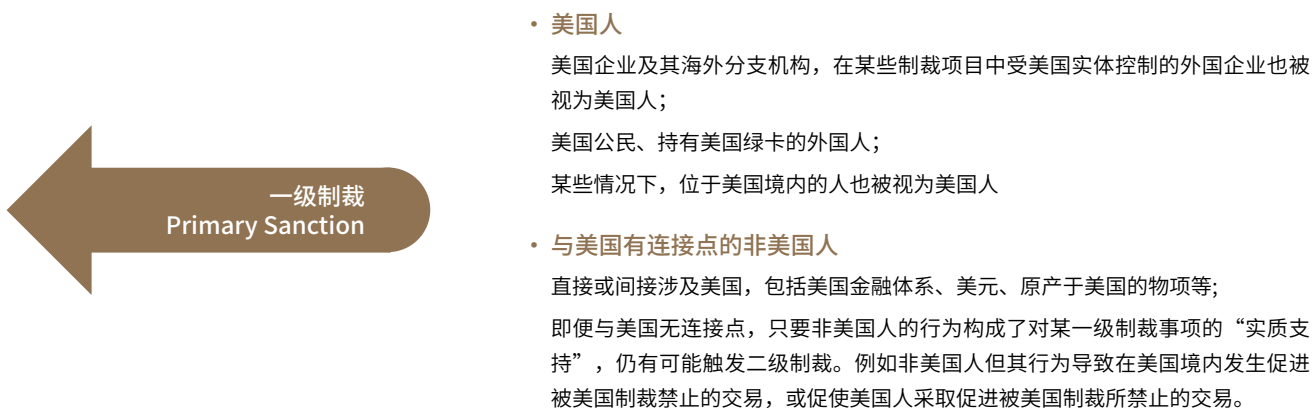 一级制裁
Primary Sanction
• 美国人
美国企业及其海外分支机构，在某些制裁项目中受美国实体控制的外国企业也被
视为美国人；
美国公民、持有美国绿卡的外国人；
某些情况下，位于美国境内的人也被视为美国人
• 与美国有连接点的非美国人
直接或间接涉及美国，包括美国金融体系、美元、原产于美国的物项等;
即便与美国无连接点，只要非美国人的行为构成了对某一级制裁事项的“实质支
持”，仍有可能触发二级制裁。例如非美国人但其行为导致在美国境内发生促进
被美国制裁禁止的交易，或促使美国人采取促进被美国制裁所禁止的交易。